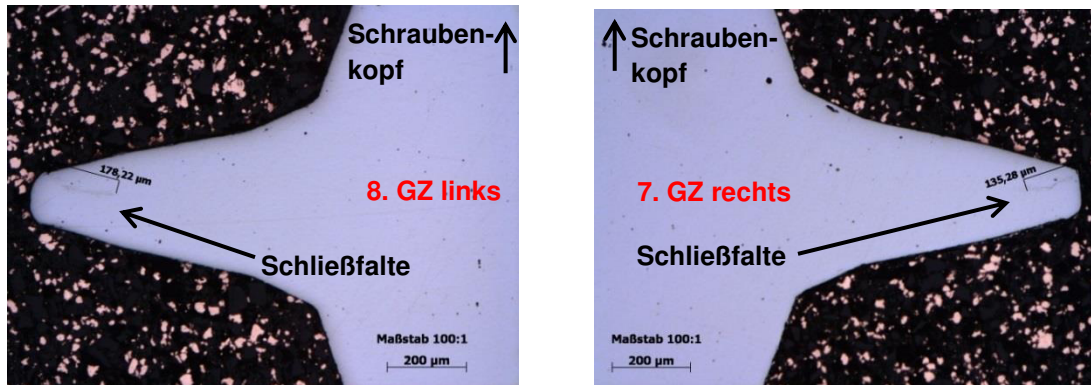 Schrauben-
kopf
178,22 µm
8. GZ links
Schließfalte
Maßstab 100:1
200 µm
Schrauben-
kopf
135,28 µm
7. GZ rechts
Schließfalte
Maßstab 100:1
200 µm